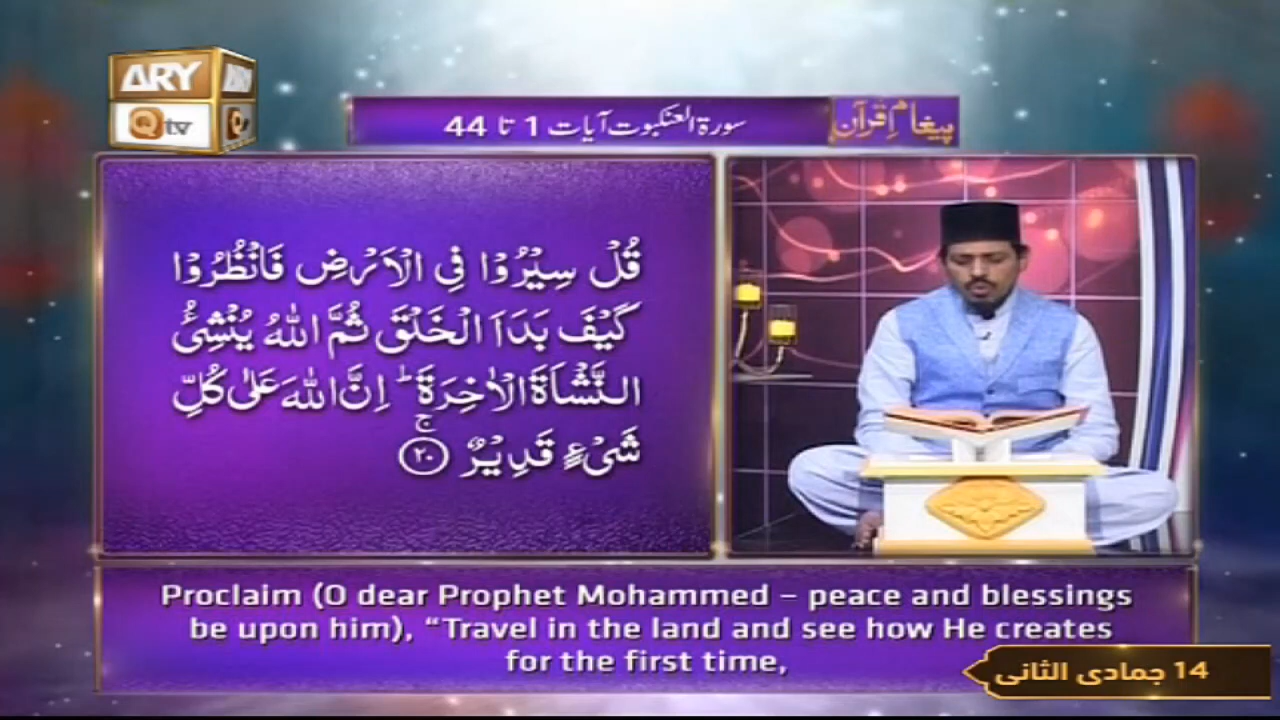 ARY
Qtv
پیغامِ قرآن
سورۃ العنکبوت آیات 1 تا 44
قُلْ سِيْرُوْا فِي الْاَرْضِ فَانْظُرُوْا
كَيْفَ بَدَاَ الْخَلْقَ ثُمَّ اللّٰهُ يُنْشِئُ
النَّشْاَةَ الْاٰخِرَةَ ؕ اِنَّ اللّٰهَ عَلٰى كُلِّ
شَیْءٍ قَدِيْرٌ ۚ ﴿۲۰﴾
Proclaim (O dear Prophet Mohammed – peace and blessings
be upon him), “Travel in the land and see how He creates
for the first time,
14 جمادی الثانی